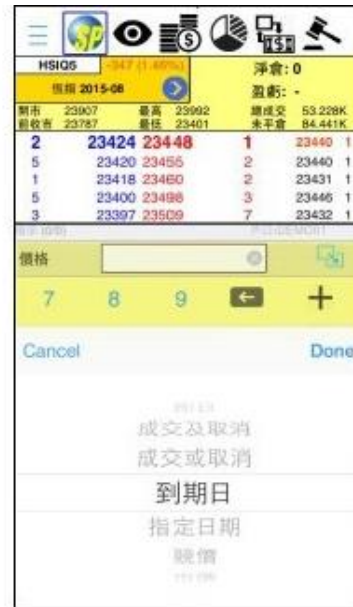 SP
HSIQ5 -347 (1.46%) 淨倉: 0
恒指 2015-08 盈虧: -
開市 23907 最高 23992 總成交 53.228K
前收市 23787 最低 23401 未平倉 84.441K
2 23424 23448 1 23440 1
5 23420 23455 2 23440 1
1 23418 23460 2 23431 1
5 23400 23498 3 23446 1
3 23397 23509 7 23432 1
價格
7 8 9 +
Cancel Done
成交及取消
成交或取消
到期日
指定日期
競價